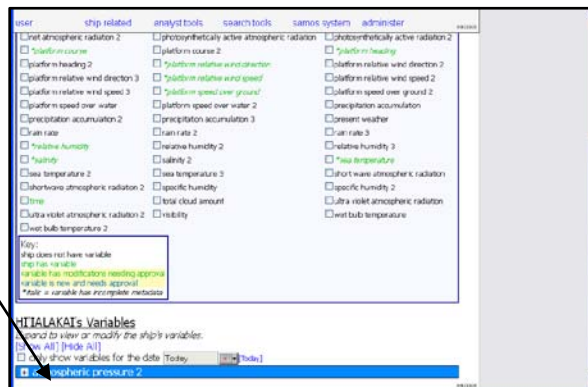 user ship related analyst tools search tools samos system administer
net atmospheric radiation 2 photosynthetically active atmospheric radiation photosynthetically active radiation 2
*platform course platform course 2 *platform heading
platform heading 2 *platform relative wind direction platform relative wind direction 2
platform relative wind direction 3 *platform relative wind speed platform relative wind speed 2
platform relative wind speed 3 *platform speed over ground platform speed over ground 2
platform speed over water platform speed over water 2 precipitation accumulation
precipitation accumulation 2 precipitation accumulation 3 present weather
rain rate rain rate 2 rain rate 3
*relative humidity relative humidity 2 relative humidity 3
*salinity salinity 2 *sea temperature
sea temperature 2 sea temperature 3 short wave atmospheric radiation
shortwave atmospheric radiation 2 specific humidity specific humidity 2
time total cloud amount ultra violet atmospheric radiation
ultra violet atmospheric radiation 2 visibility wet bulb temperature
wet bulb temperature 2
Key:
ship does not have variable
ship has variable
variable has modifications needing approval
variable is new and needs approval
*italic = variable has incomplete metadata
HI'IALAKAI's Variables
Expand to view or modify the ship's variables.
[Show All] [Hide All]
only show variables for the date Today [Today]
atmospheric pressure 2